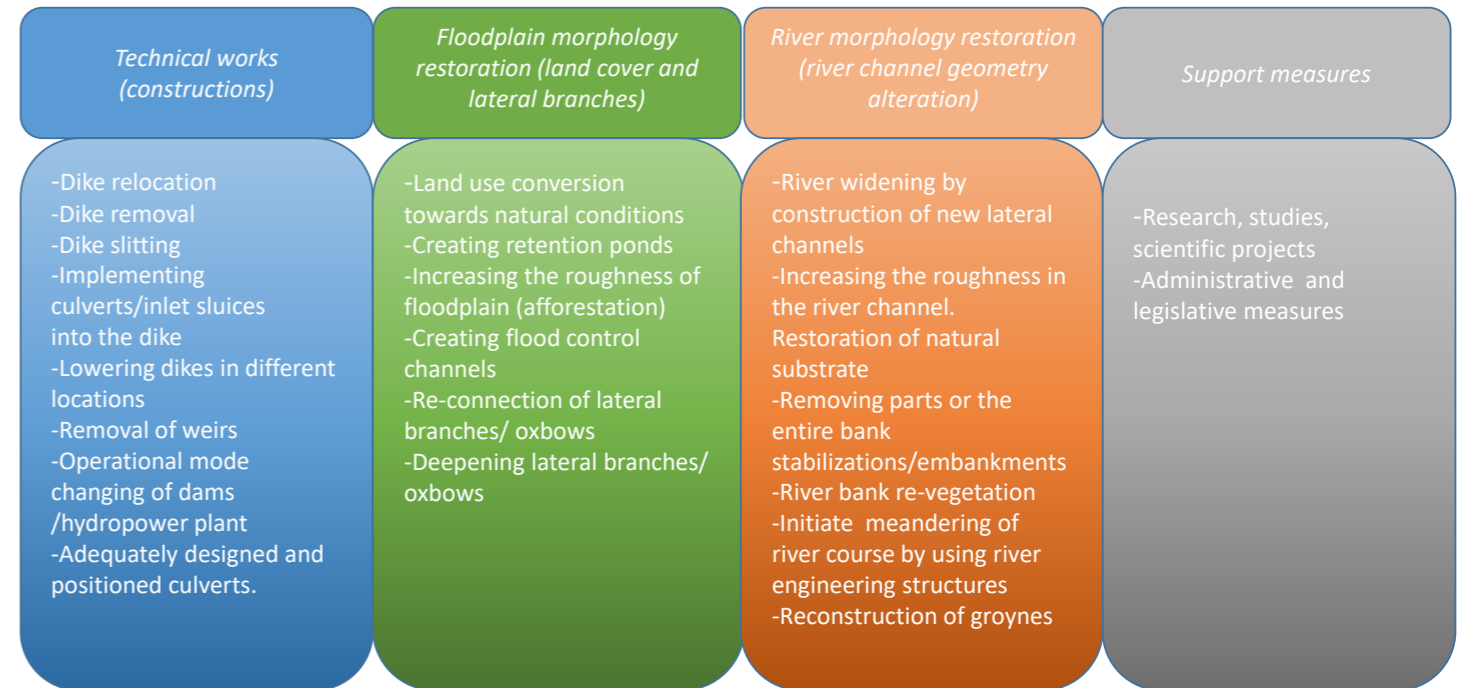 Technical works
(constructions)
-Dike relocation
-Dike removal
-Dike slitting
-Implementing
culverts/inlet sluices
into the dike
-Lowering dikes in different
locations
-Removal of weirs
-Operational mode
changing of dams
/hydropower plant
-Adequately designed and
positioned culverts.
Floodplain morphology
restoration (land cover and
lateral branches)
-Land use conversion
towards natural conditions
-Creating retention ponds
-Increasing the roughness of
floodplain (afforestation)
-Creating flood control
channels
-Re-connection of lateral
branches/ oxbows
-Deepening lateral branches/
oxbows
River morphology restoration
(river channel geometry
alteration)
-River widening by
construction of new lateral
channels
-Increasing the roughness in
the river channel.
Restoration of natural
substrate
-Removing parts or the
entire bank
stabilizations/embankments
-River bank re-vegetation
-Initiate  meandering of
river course by using river
engineering structures
-Reconstruction of groynes
Support measures
-Research, studies,
scientific projects
-Administrative  and
legislative measures